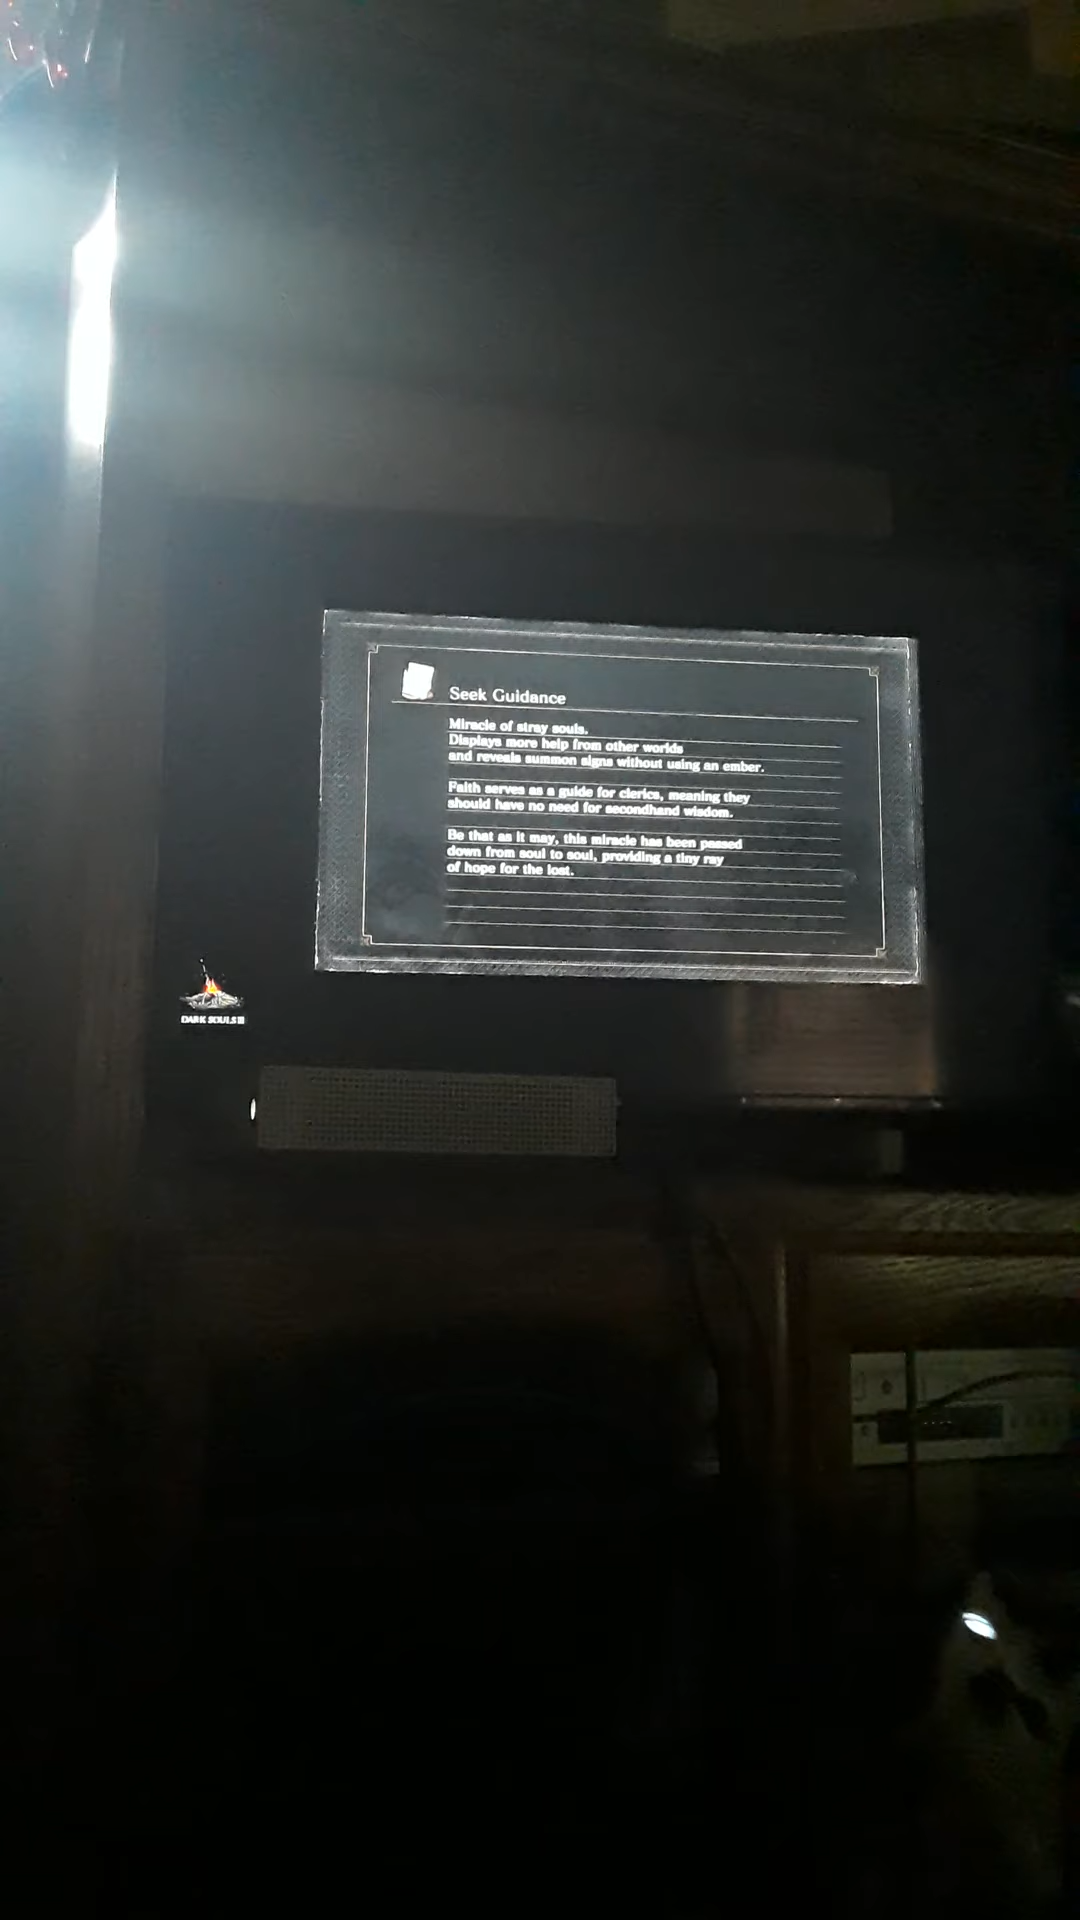 Seek Guidance
Miracle of stray souls.
Displays more help from other worlds
and reveals summon signs without using an ember.
Faith serves as a guide for clerics, meaning they
should have no need for secondhand wisdom.
Be that as it may, this miracle has been passed
down from soul to soul, providing a tiny ray
of hope for the lost.
DARK SOULS III